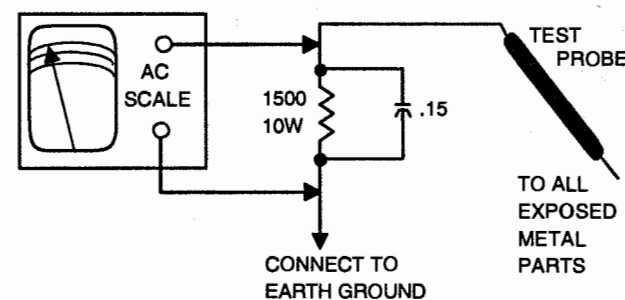 AC
SCALE
1500
10W
.15
TEST
PROBE
TO ALL
EXPOSED
METAL
PARTS
CONNECT TO
EARTH GROUND